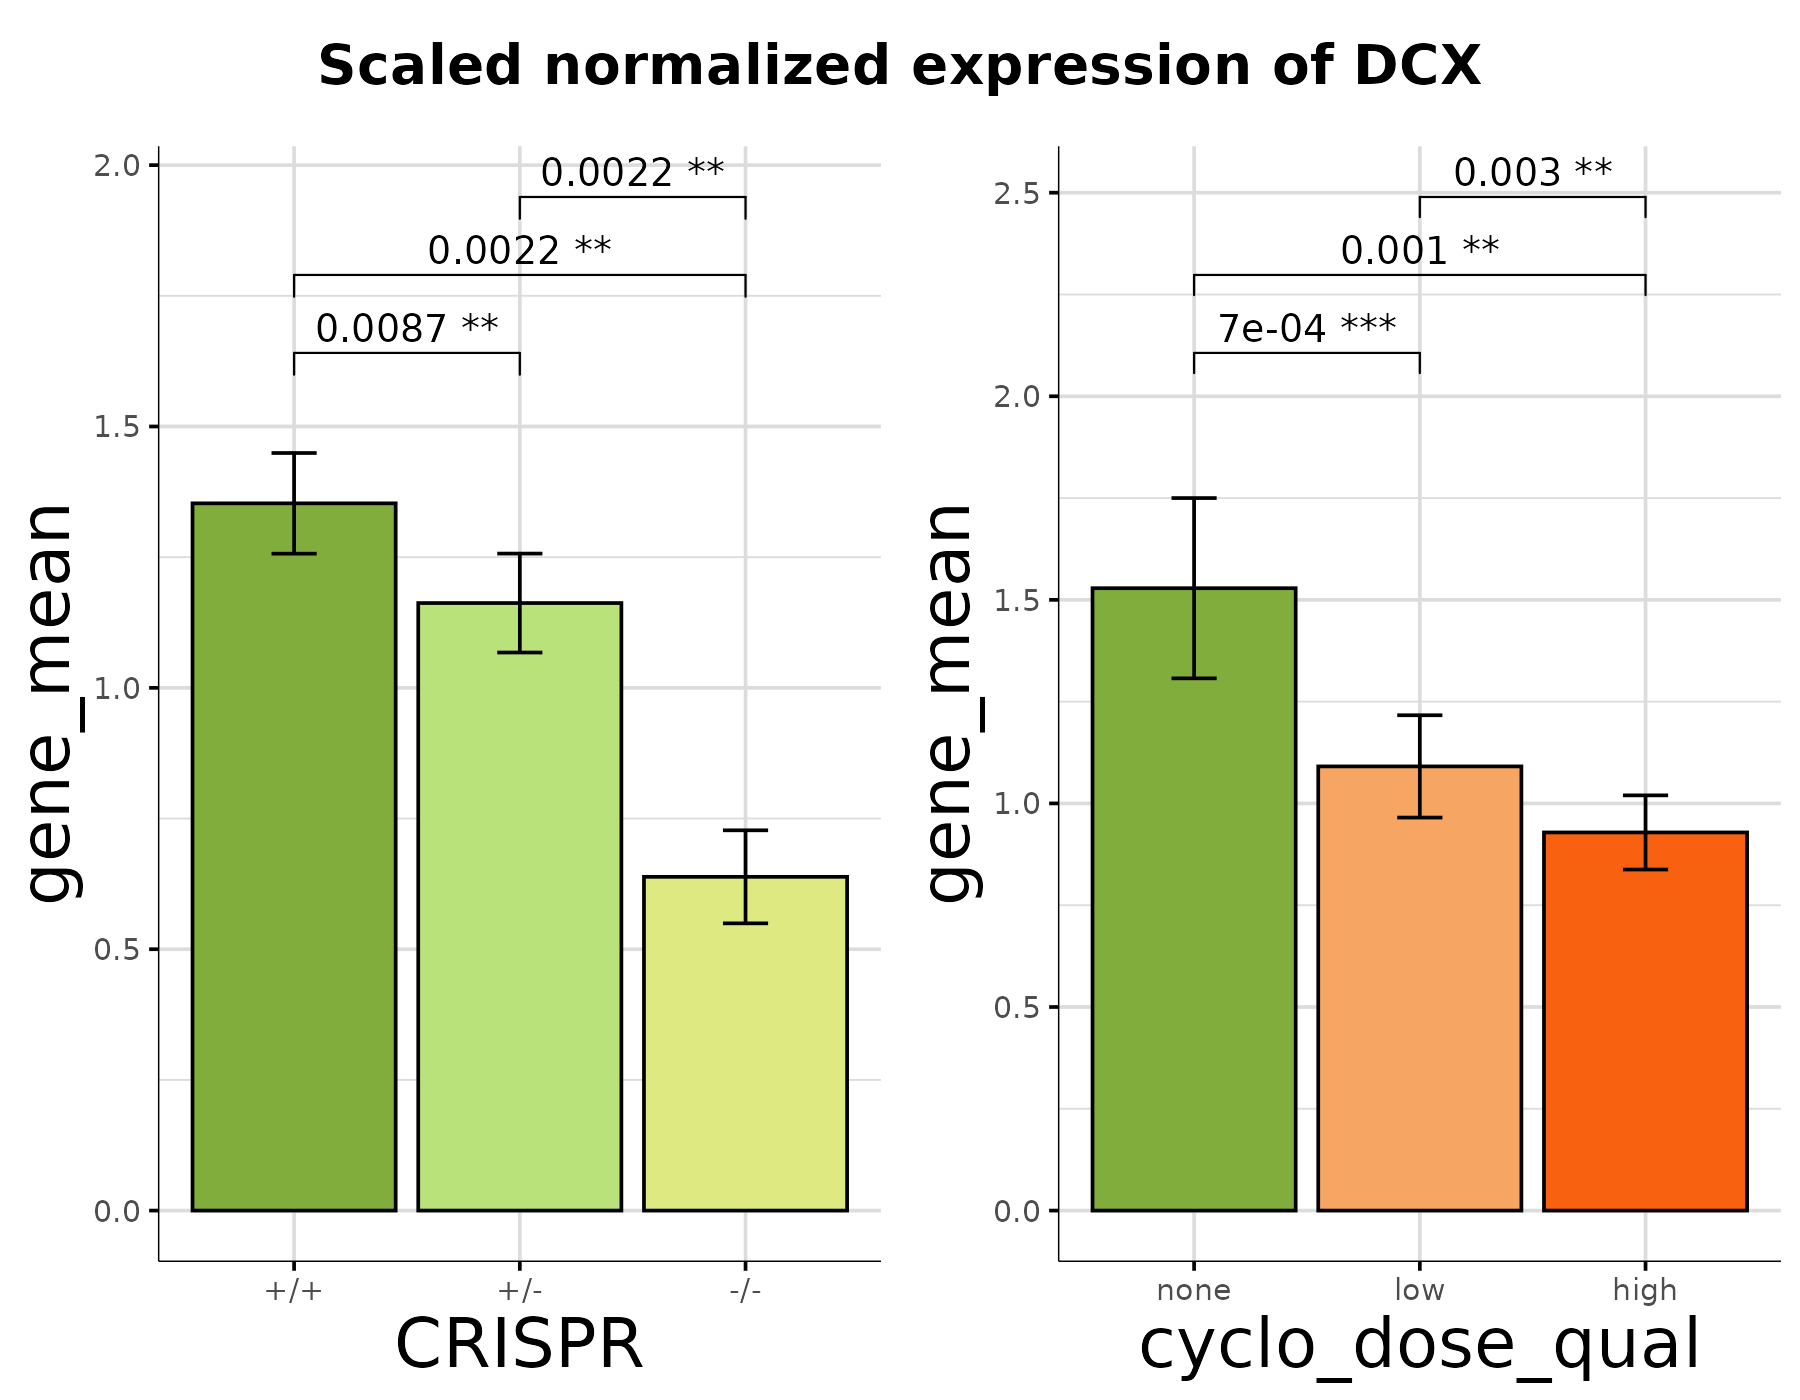 Scaled normalized expression of DCX
gene_mean
2.0
1.5
1.0
0.5
0.0
0.0022 **
0.0022 **
0.0087 **
+/+ +/- -/-
CRISPR
gene_mean
2.5
2.0
1.5
1.0
0.5
0.0
0.003 **
0.001 **
7e-04 ***
none low high
cyclo_dose_qual